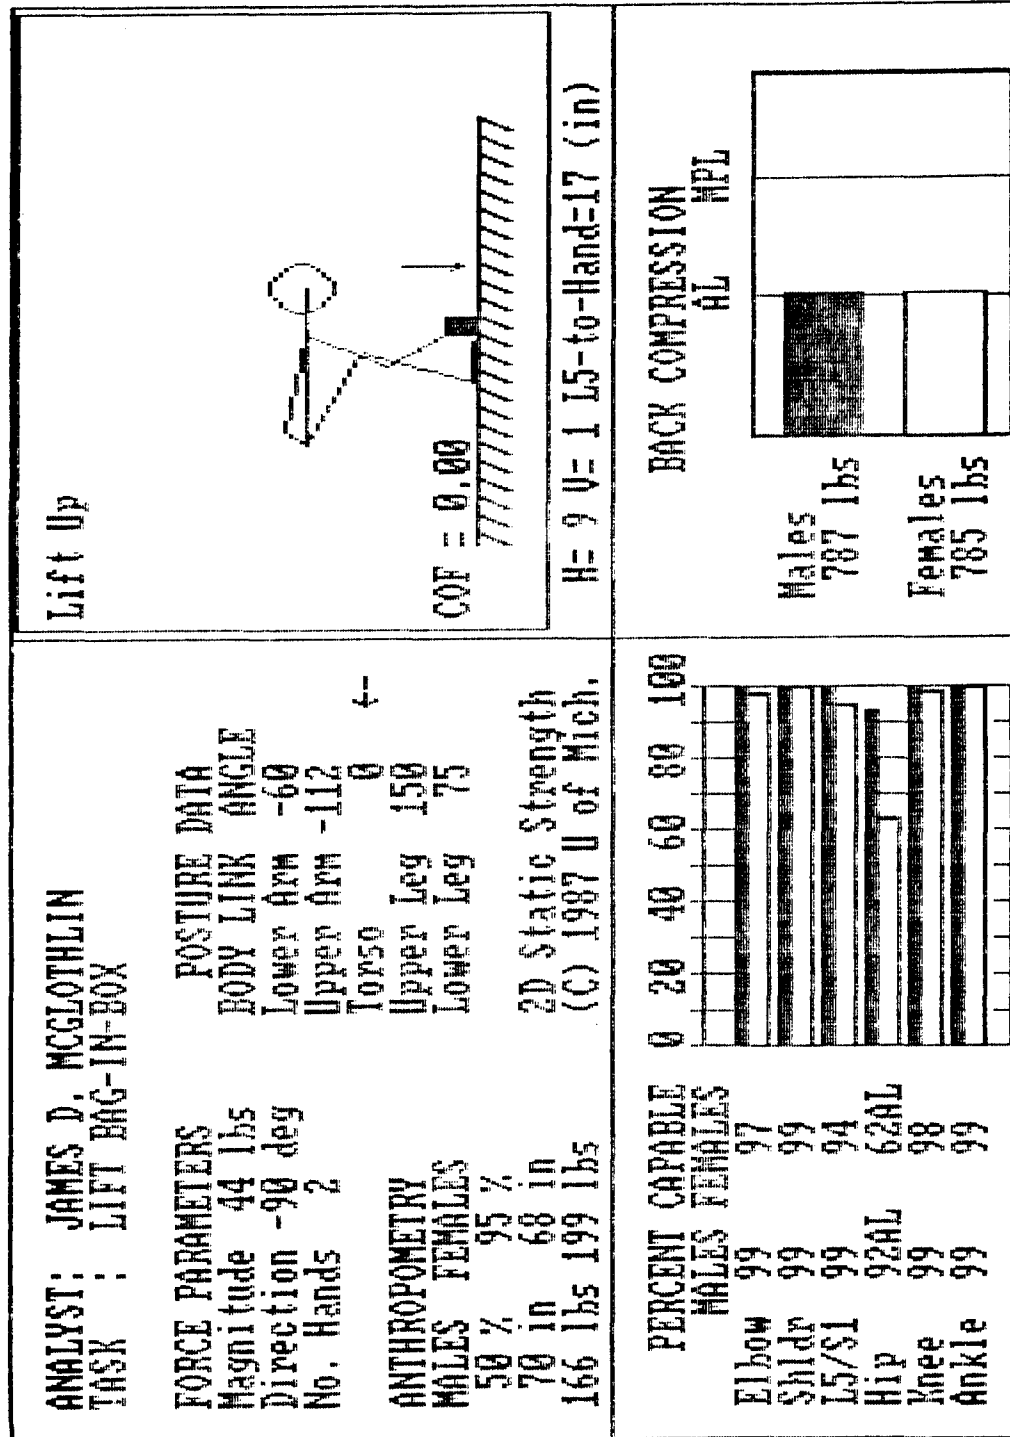 ANALYST: JAMES D. MCGLOTHLIN
TASK : LIFT BAG-IN-BOX
FORCE PARAMETERS
Magnitude 44 lbs
Direction -90 deg
No. Hands 2
POSTURE DATA
BODY LINK ANGLE
Lower Arm -60
Upper Arm -112
Torso 0 ←
Upper Leg 150
Lower Leg 75
ANTHROPOMETRY
MALES FEMALES
50 % 95 %
70 in 68 in
166 lbs 199 lbs
2D Static Strength
(C) 1987 U of Mich.
Lift Up
COF = 0.00
H= 9 V= 1 L5-to-Hand=17 (in)
PERCENT CAPABLE
MALES FEMALES
Elbow 99 97
Shldr 99 99
L5/S1 99 94
Hip 92AL 62AL
Knee 99 98
Ankle 99 99
0 20 40 60 80 100
BACK COMPRESSION
AL MPL
Males
787 lbs
Females
785 lbs